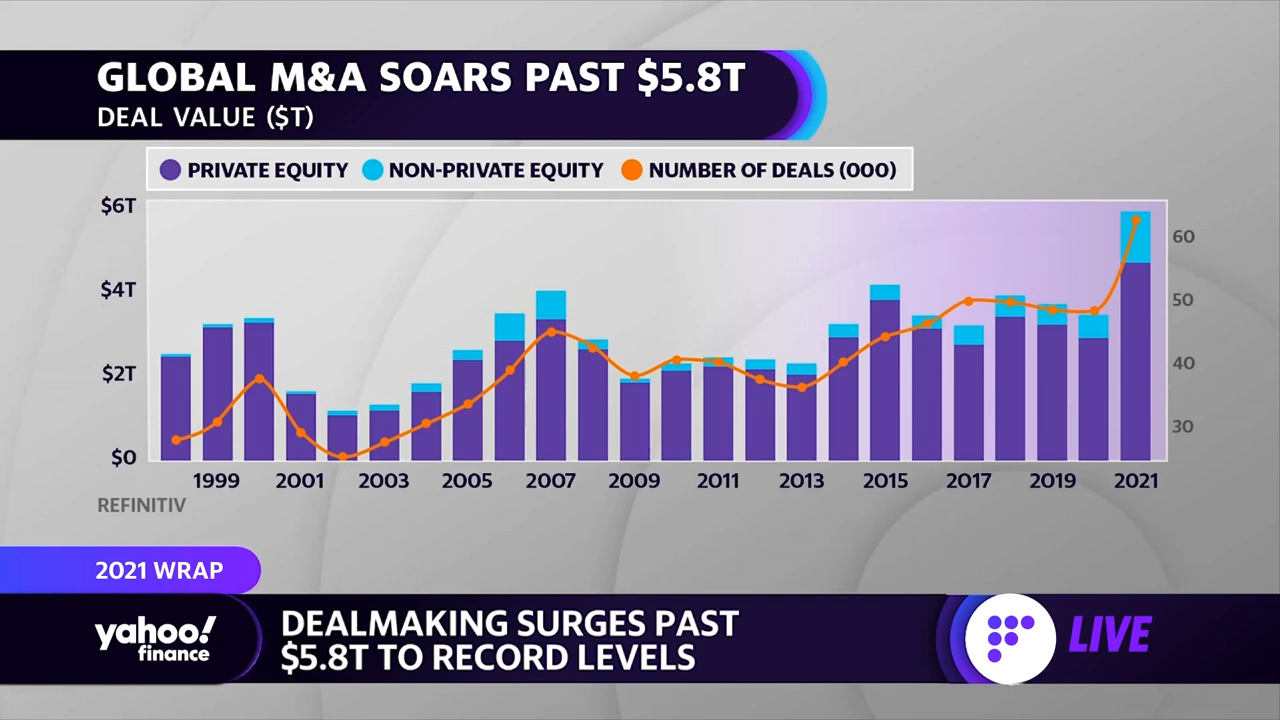 GLOBAL M&A SOARS PAST $5.8T
DEAL VALUE ($T)
PRIVATE EQUITY NON-PRIVATE EQUITY NUMBER OF DEALS (000)
$6T
$4T
$2T
$0
60
50
40
30
1999 2001 2003 2005 2007 2009 2011 2013 2015 2017 2019 2021
REFINITIV
2021 WRAP
yahoo!
finance
DEALMAKING SURGES PAST
$5.8T TO RECORD LEVELS
LIVE